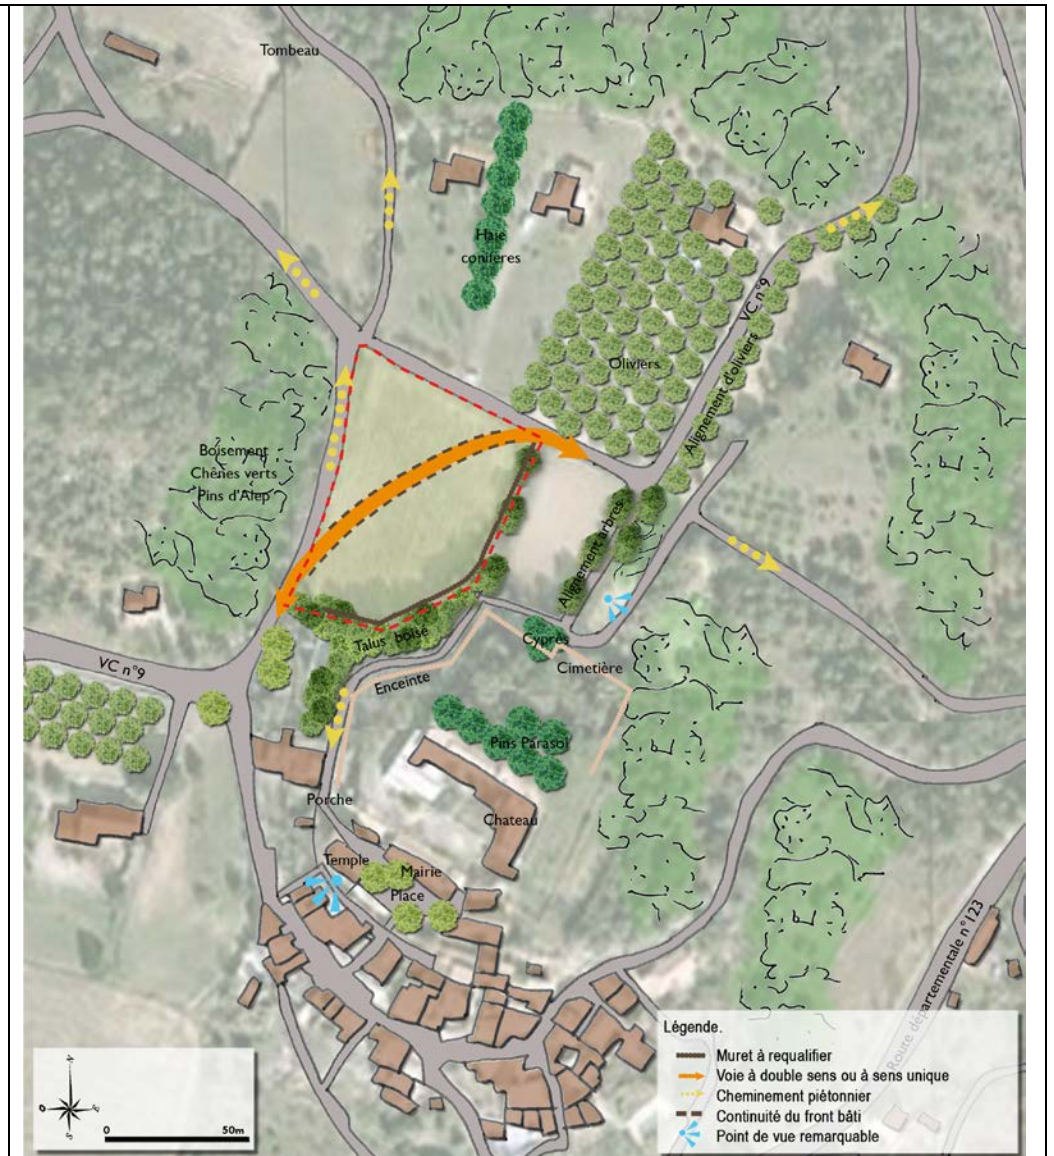 Tombeau
Haie
conifères
VC n°9
Oliviers
Alignement d'oliviers
Boisement
Chênes verts
Pins d'Alep
Alignement arbres
Talus boisé
Cyprès
Cimetière
VC n°9
Enceinte
Pins Parasol
Porche
Chateau
Temple
Mairie
Place
Route départementale n°123
Légende.
Muret à requalifier
Voie à double sens ou à sens unique
Cheminement piétonnier
Continuité du front bâti
Point de vue remarquable
N
O
E
S
0
50m